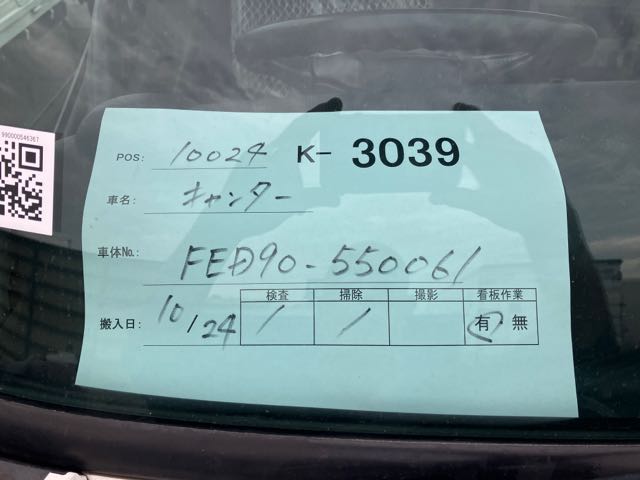 990000546367
POS: 10024 K- 3039
車名: キャンター
車体No.: FED90-550061
検査 掃除 撮影 看板作業
搬入日: 10/24 / / 有 無